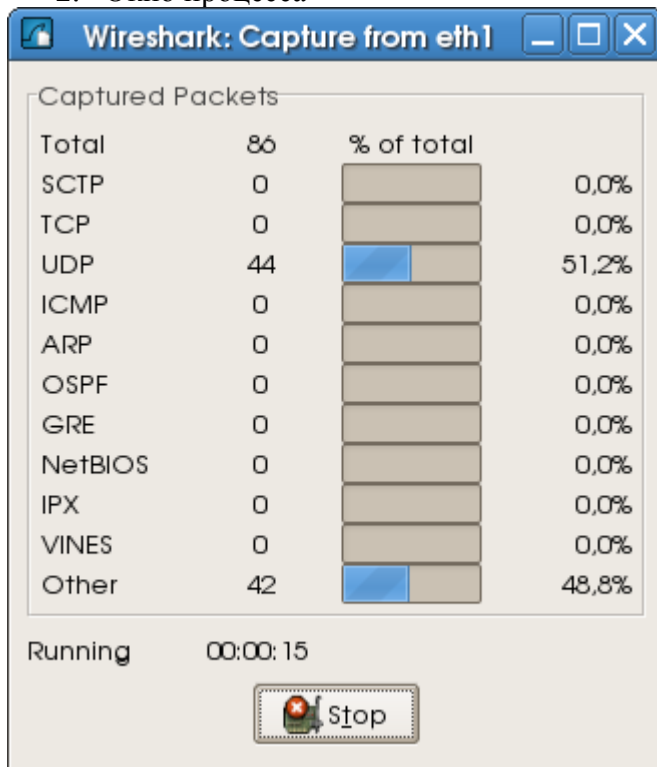 2. Окно процесса
Wireshark: Capture from eth1
Captured Packets
Total 86 % of total
SCTP 0 0,0%
TCP 0 0,0%
UDP 44 51,2%
ICMP 0 0,0%
ARP 0 0,0%
OSPF 0 0,0%
GRE 0 0,0%
NetBIOS 0 0,0%
IPX 0 0,0%
VINES 0 0,0%
Other 42 48,8%
Running 00:00:15
Stop